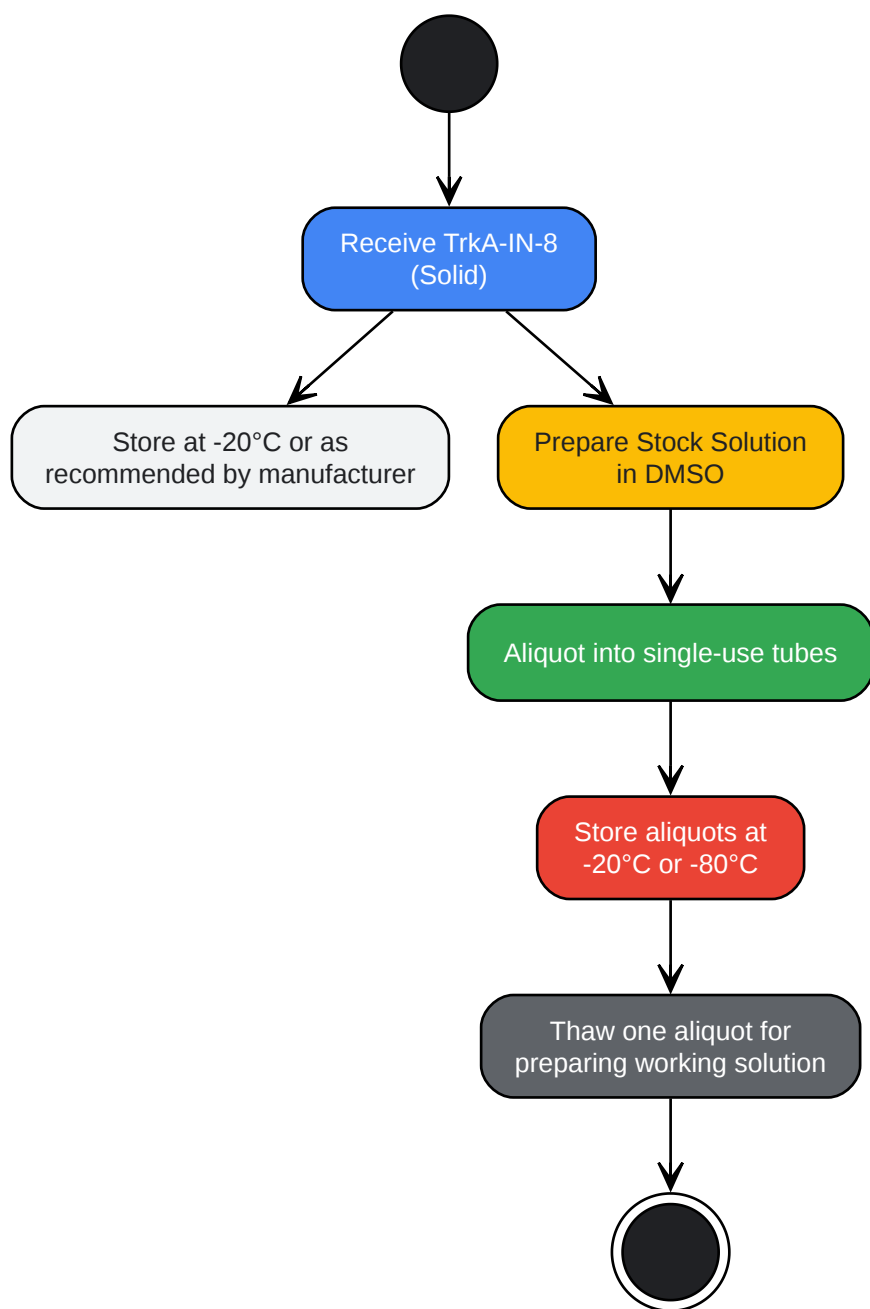 Receive TrkA-IN-8
(Solid)
Store at -20°C or as
recommended by manufacturer
Prepare Stock Solution
in DMSO
Aliquot into single-use tubes
Store aliquots at
-20°C or -80°C
Thaw one aliquot for
preparing working solution